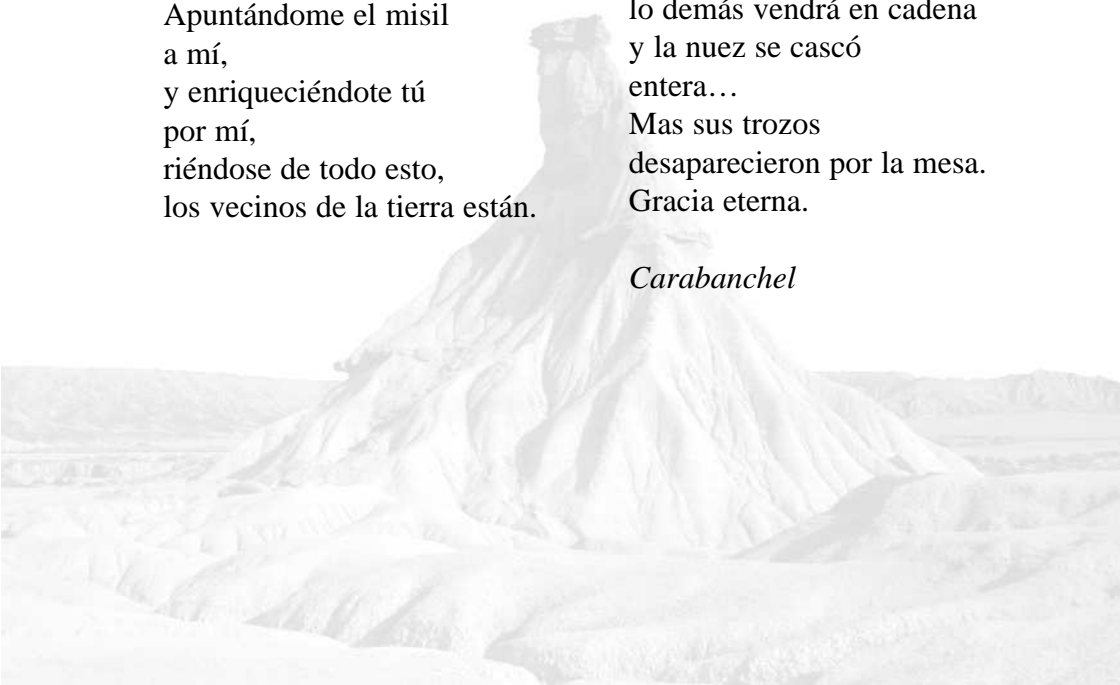 Apuntándome el misil
a mí,
y enriqueciéndote tú
por mí,
riéndose de todo esto,
los vecinos de la tierra están.
lo demás vendrá en cadena
y la nuez se cascó
entera…
Mas sus trozos
desaparecieron por la mesa.
Gracia eterna.
Carabanchel